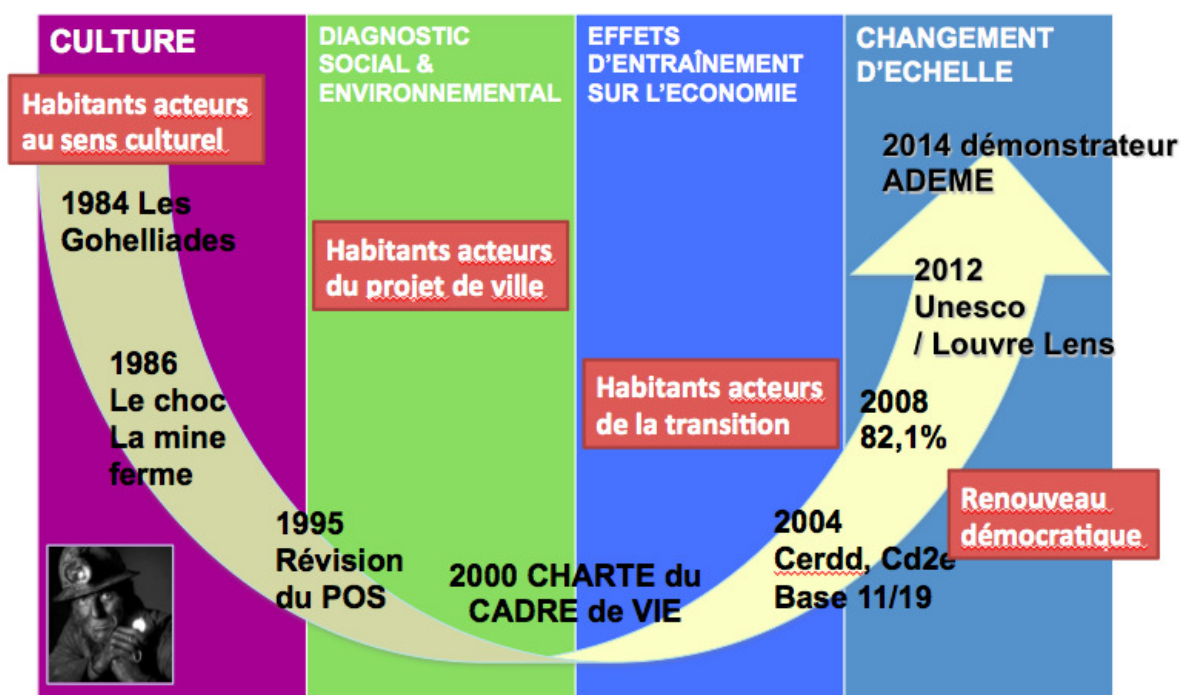 CULTURE
Habitants acteurs
au sens culturel
1984 Les
Gohelliades
1986
Le choc
La mine
ferme
DIAGNOSTIC
SOCIAL &
ENVIRONNEMENTAL
Habitants acteurs
du projet de ville
1995
Révision
du POS
2000 CHARTE du
CADRE de VIE
EFFETS
D'ENTRAÎNEMENT
SUR L'ECONOMIE
Habitants acteurs
de la transition
2004
Cerdd, Cd2e
Base 11/19
CHANGEMENT
D'ECHELLE
2014 démonstrateur
ADEME
2012
Unesco
/ Louvre Lens
2008
82,1%
Renouveau
démocratique